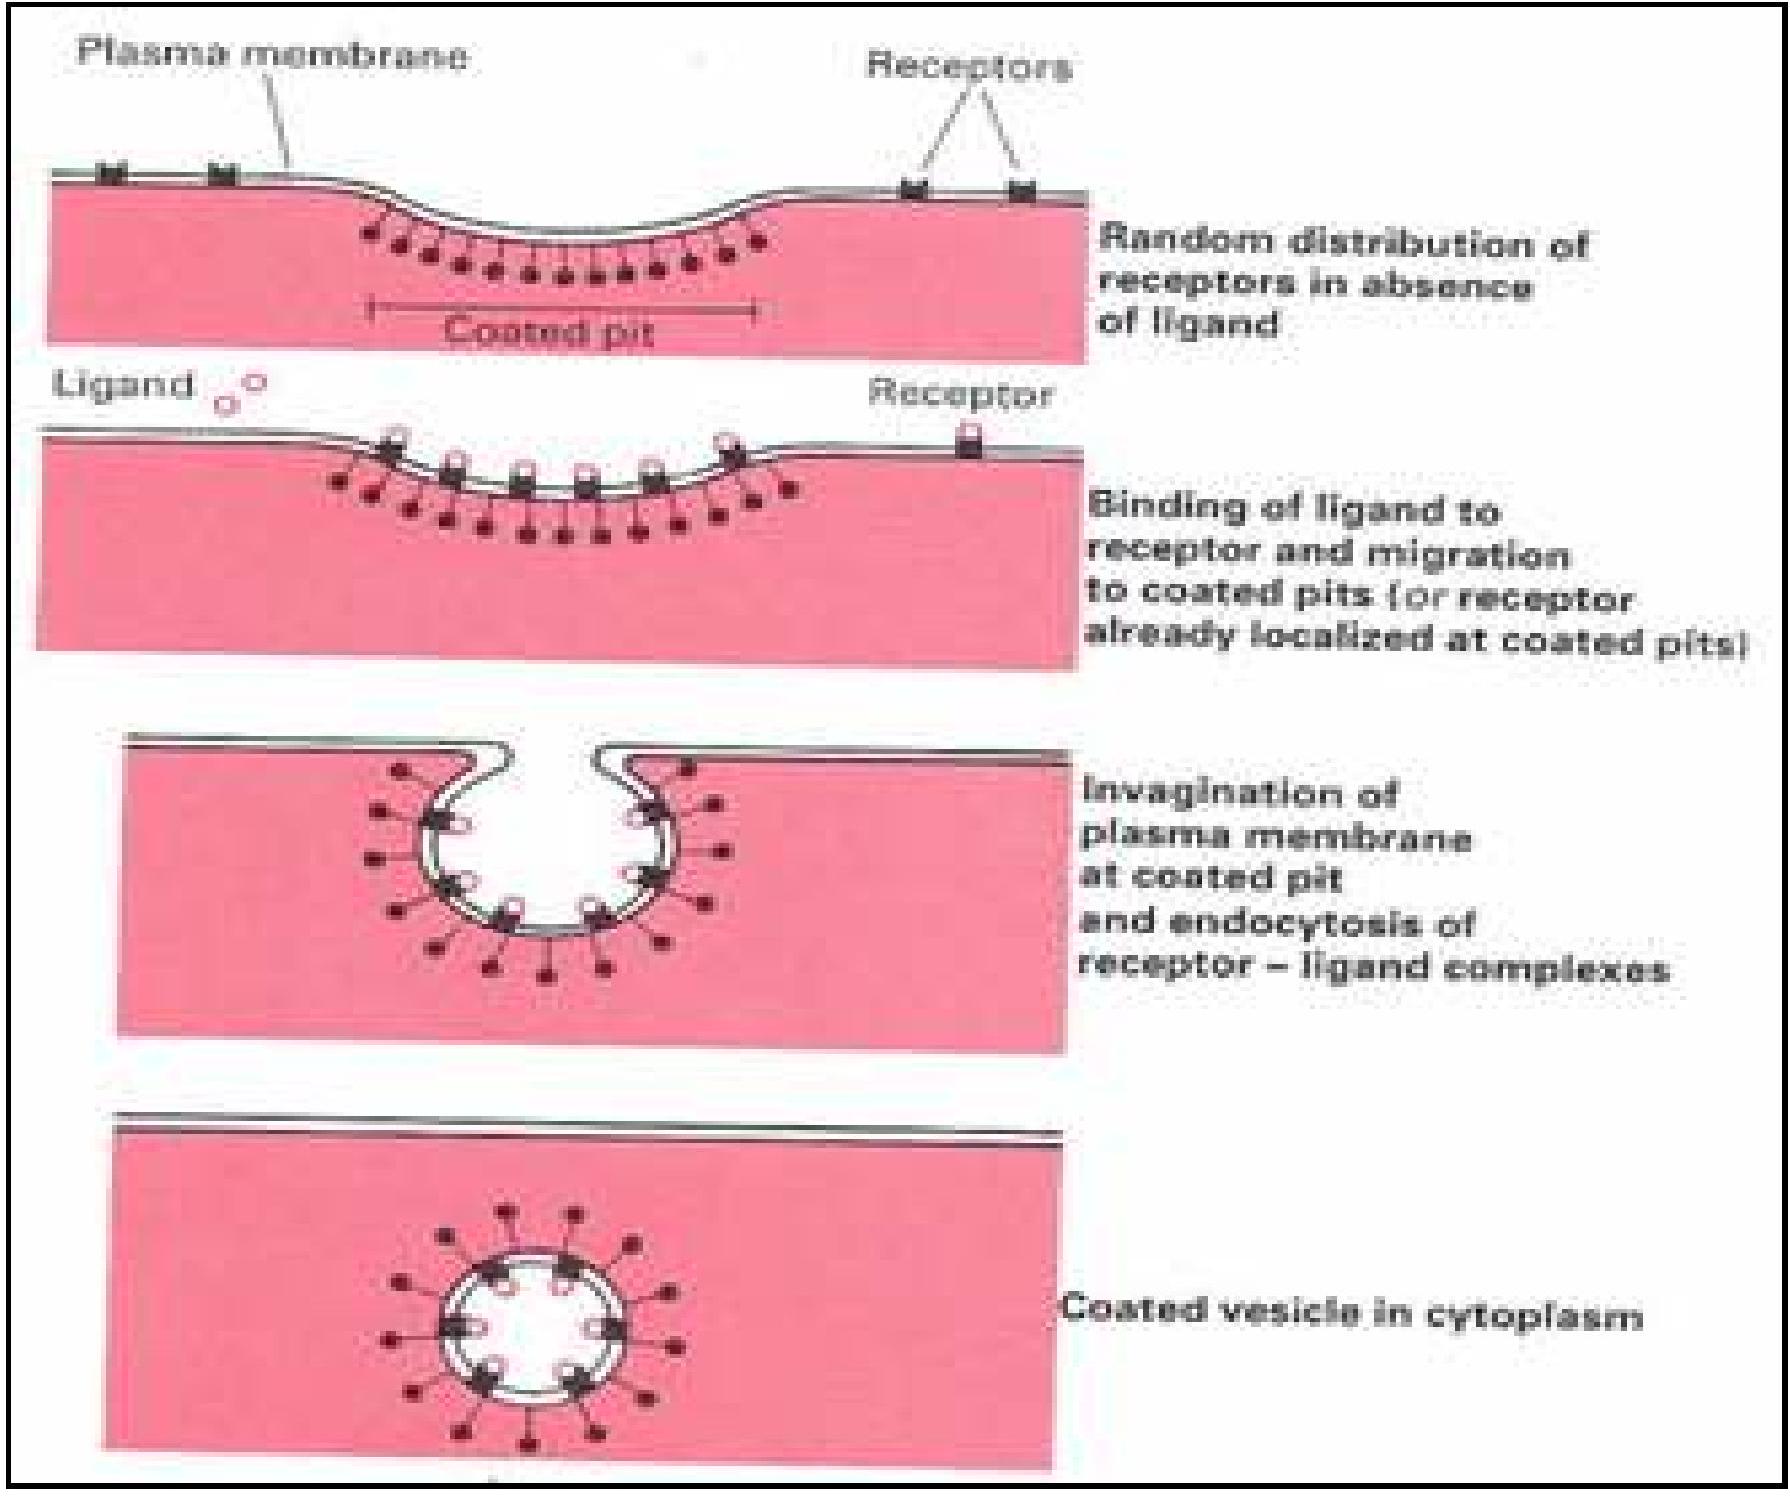 Plasma membrane
Receptors
Random distribution of
receptors in absence
of ligand
Coated pit
Ligand
Receptor
Binding of ligand to
receptor and migration
to coated pits (or receptor
already localized at coated pits)
Invagination of
plasma membrane
at coated pit
and endocytosis of
receptor – ligand complexes
Coated vesicle in cytoplasm